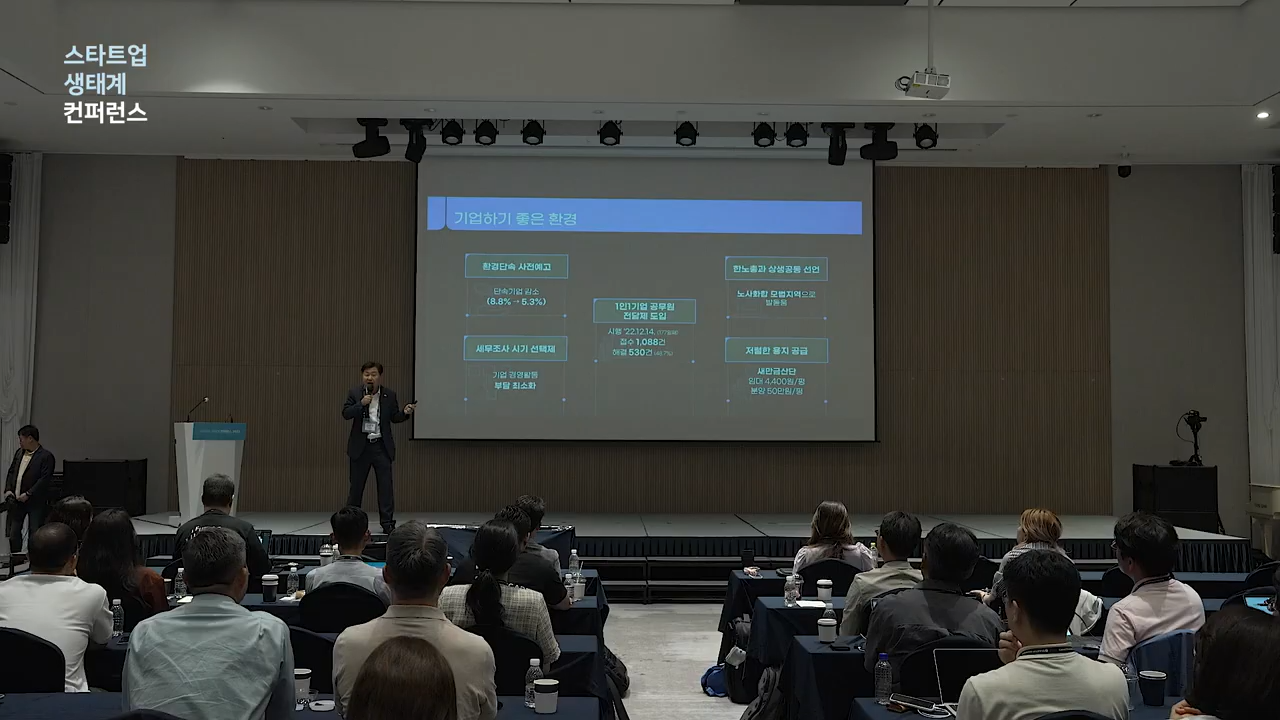 스타트업
생태계
컨퍼런스
기업하기 좋은 환경
환경단속 사전예고
단속기업 감소
(8.8% → 5.3%)
세무조사 시기 선택제
기업 경영활동
부담 최소화
1인1기업 공무원
전담제 도입
시행 '22.12.14.
접수 1,088건
해결 530건
한노총과 상생공동 선언
노사화합 모범지역으로
발돋움
저렴한 용지 공급
새만금산단
임대 4,400원/평
분양 50만원/평